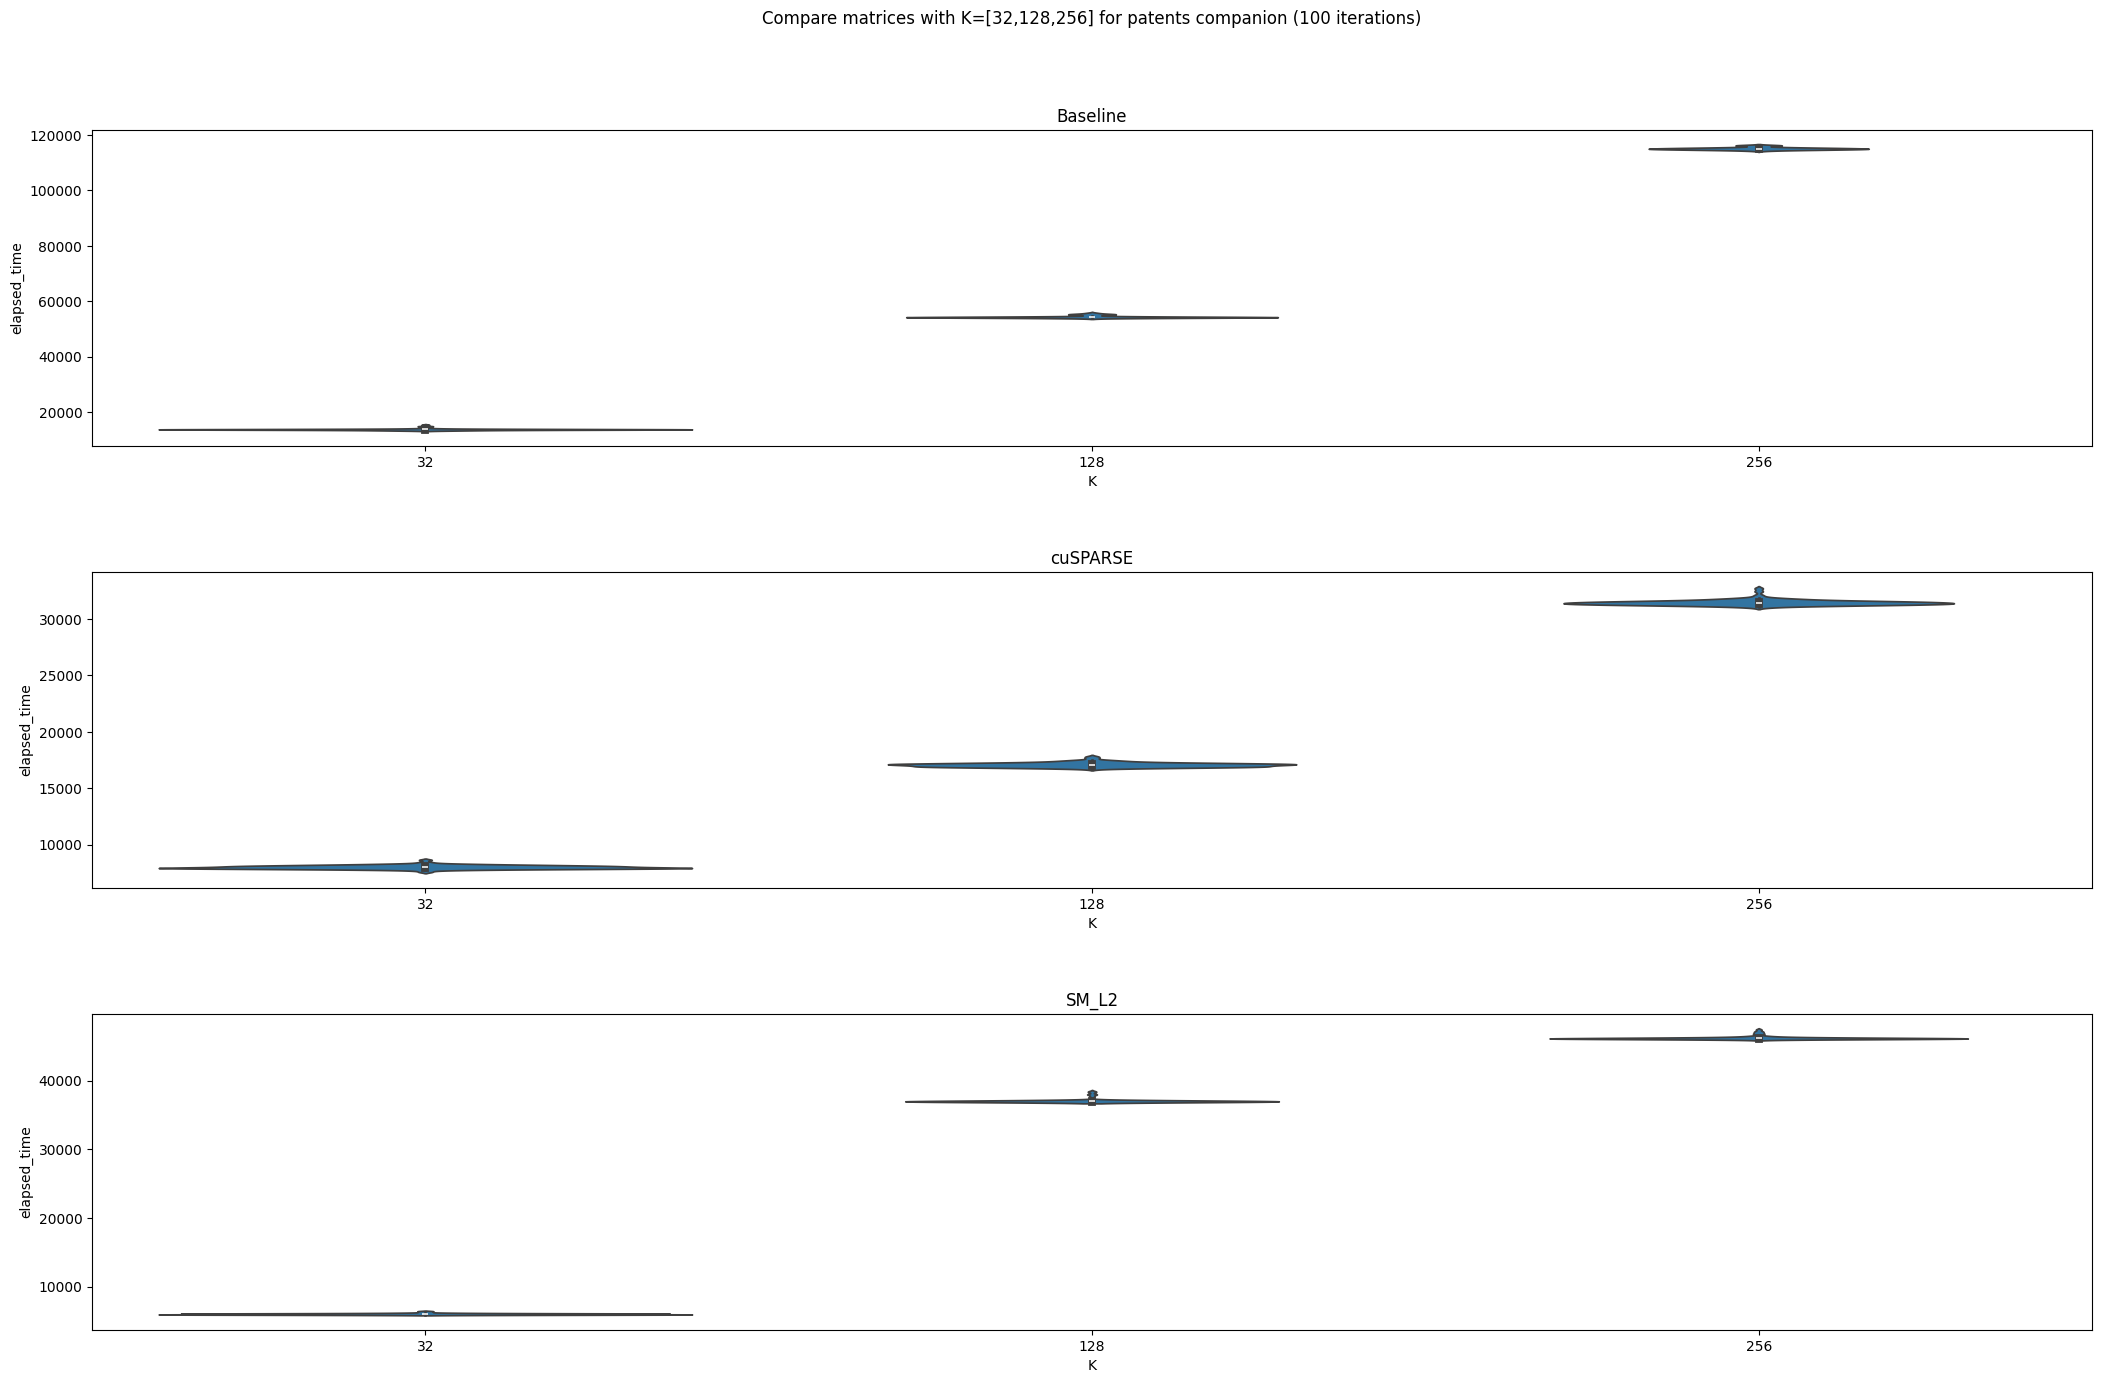 Compare matrices with K=[32,128,256] for patents companion (100 iterations)
Baseline
elapsed_time
120000
100000
80000
60000
40000
20000
32 128 256
K
cuSPARSE
elapsed_time
30000
25000
20000
15000
10000
32 128 256
K
SM_L2
elapsed_time
40000
30000
20000
10000
32 128 256
K